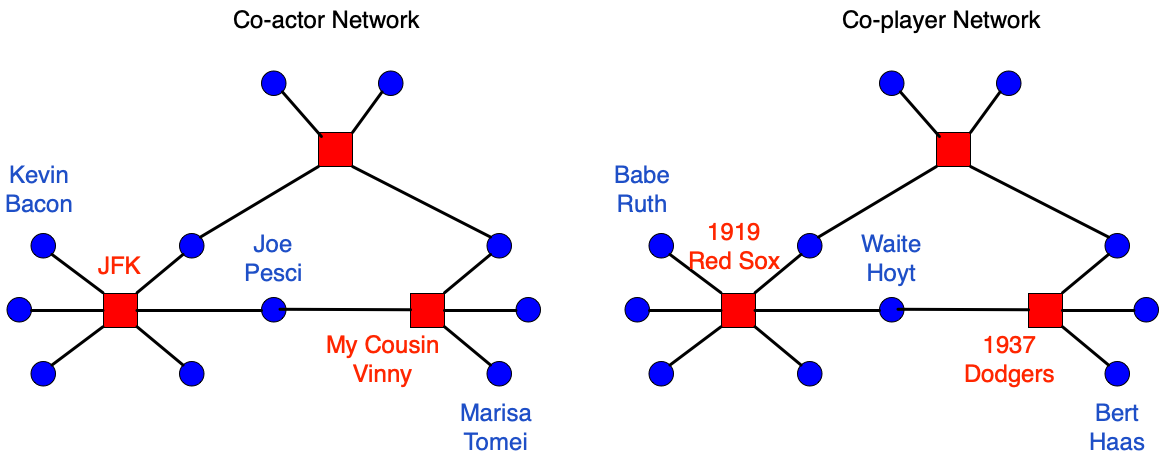 Co-actor Network
Kevin
Bacon
JFK
Joe
Pesci
My Cousin
Vinny
Marisa
Tomei
Co-player Network
Babe
Ruth
1919
Red Sox
Waite
Hoyt
1937
Dodgers
Bert
Haas